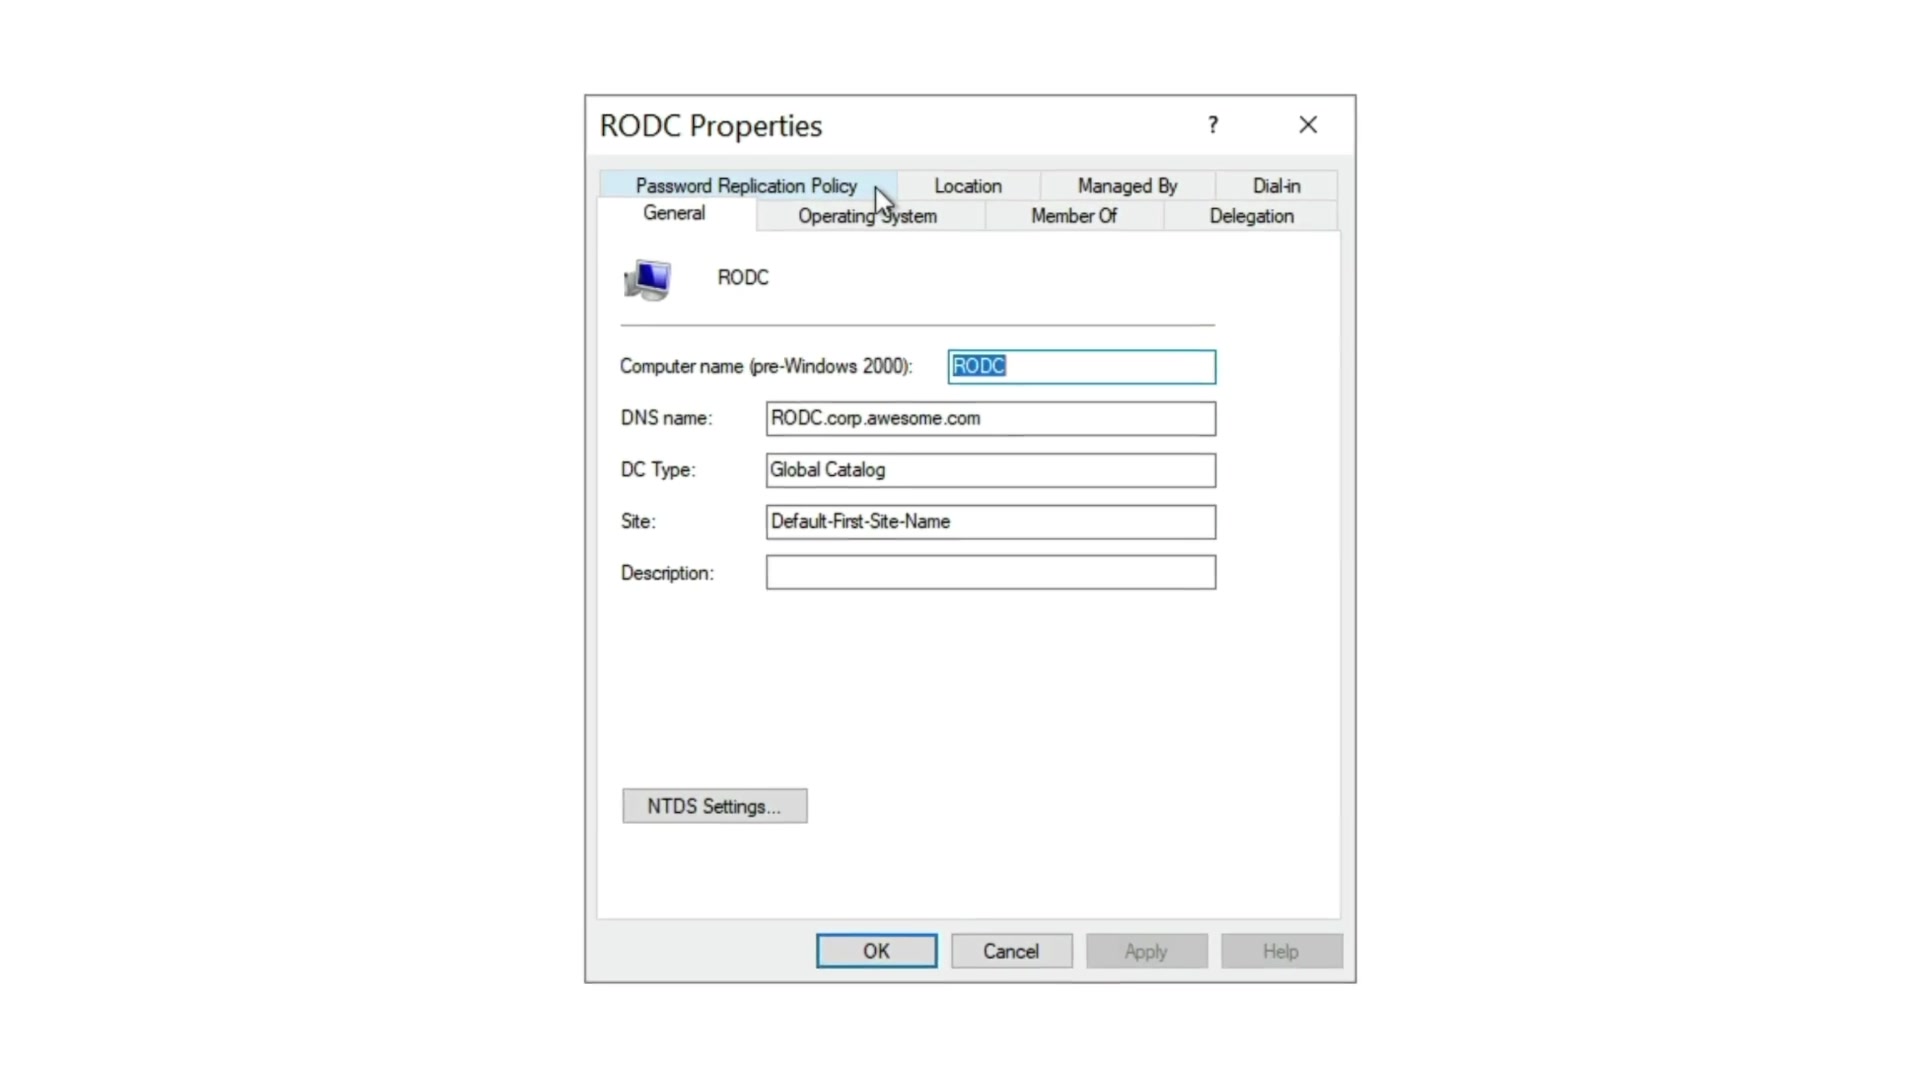 RODC Properties
?
Password Replication Policy Location Managed By Dial-in
General Operating System Member Of Delegation
RODC
Computer name (pre-Windows 2000): RODC
DNS name: RODC.corp.awesome.com
DC Type: Global Catalog
Site: Default-First-Site-Name
Description:
NTDS Settings...
OK Cancel Apply Help